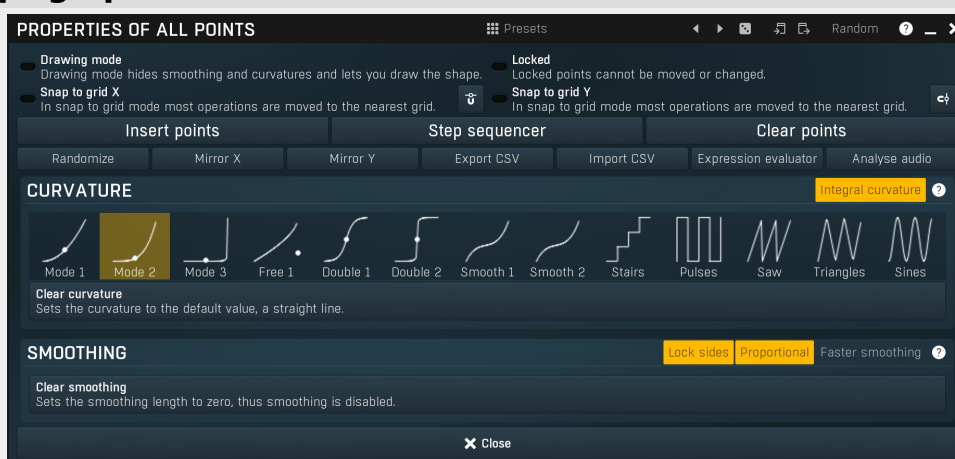 PROPERTIES OF ALL POINTS Presets Random ?
Drawing mode
Drawing mode hides smoothing and curvatures and lets you draw the shape.
Locked
Locked points cannot be moved or changed.
Snap to grid X
In snap to grid mode most operations are moved to the nearest grid.
Snap to grid Y
In snap to grid mode most operations are moved to the nearest grid.
Insert points Step sequencer Clear points
Randomize Mirror X Mirror Y Export CSV Import CSV Expression evaluator Analyse audio
CURVATURE Integral curvature ?
Mode 1 Mode 2 Mode 3 Free 1 Double 1 Double 2 Smooth 1 Smooth 2 Stairs Pulses Saw Triangles Sines
Clear curvature
Sets the curvature to the default value, a straight line.
SMOOTHING Lock sides Proportional Faster smoothing ?
Clear smoothing
Sets the smoothing length to zero, thus smoothing is disabled.
Close